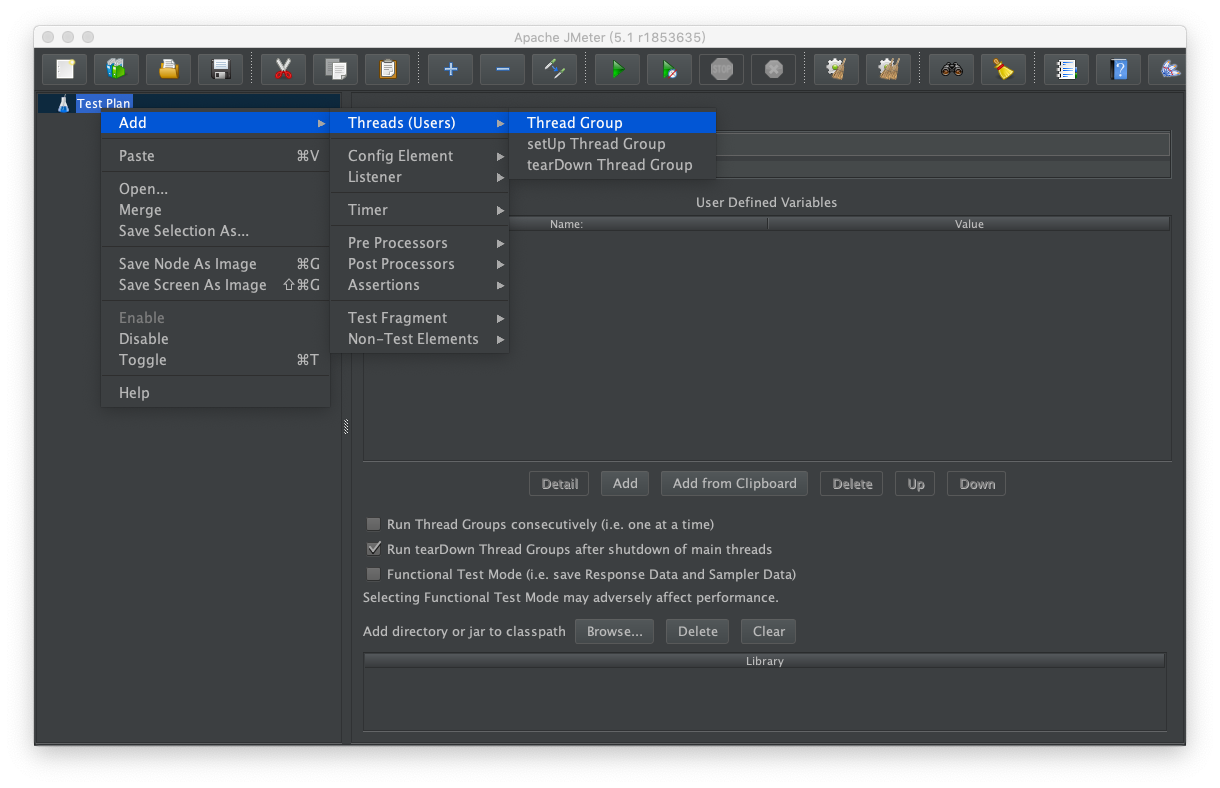 Apache JMeter (5.1 r1853635)
STOP
Test Plan
Add
Paste ⌘V
Open...
Merge
Save Selection As...
Save Node As Image ⌘G
Save Screen As Image ⇧⌘G
Enable
Disable
Toggle ⌘T
Help
Threads (Users)
Config Element
Listener
Timer
Pre Processors
Post Processors
Assertions
Test Fragment
Non-Test Elements
Thread Group
setUp Thread Group
tearDown Thread Group
User Defined Variables
Name: Value
Detail Add Add from Clipboard Delete Up Down
Run Thread Groups consecutively (i.e. one at a time)
Run tearDown Thread Groups after shutdown of main threads
Functional Test Mode (i.e. save Response Data and Sampler Data)
Selecting Functional Test Mode may adversely affect performance.
Add directory or jar to classpath Browse... Delete Clear
Library